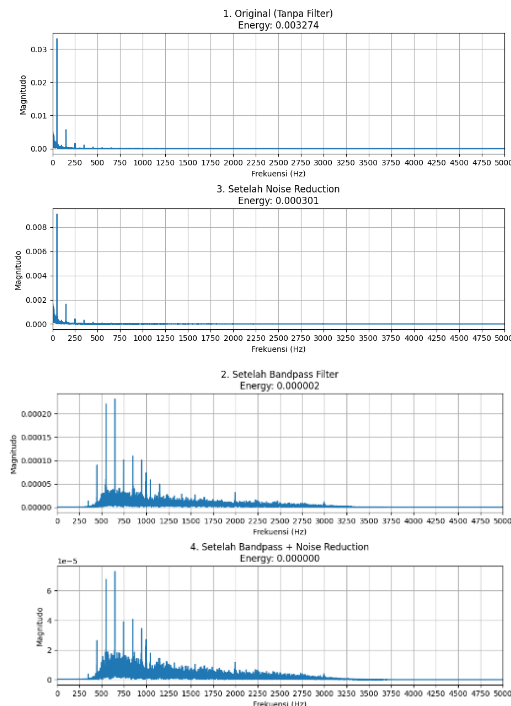 1. Original (Tanpa Filter)
Energy: 0.003274
0.03
0.02
0.01
0.00
Magnitudo
0 250 500 750 1000 1250 1500 1750 2000 2250 2500 2750 3000 3250 3500 3750 4000 4250 4500 4750 5000
Frekuensi (Hz)
3. Setelah Noise Reduction
Energy: 0.000301
0.008
0.006
0.004
0.002
0.000
Magnitudo
0 250 500 750 1000 1250 1500 1750 2000 2250 2500 2750 3000 3250 3500 3750 4000 4250 4500 4750 5000
Frekuensi (Hz)
2. Setelah Bandpass Filter
Energy: 0.000002
0.00020
0.00015
0.00010
0.00005
0.00000
Magnitudo
0 250 500 750 1000 1250 1500 1750 2000 2250 2500 2750 3000 3250 3500 3750 4000 4250 4500 4750 5000
Frekuensi (Hz)
4. Setelah Bandpass + Noise Reduction
Energy: 0.000000
1e−5
6
4
2
0
Magnitudo
0 250 500 750 1000 1250 1500 1750 2000 2250 2500 2750 3000 3250 3500 3750 4000 4250 4500 4750 5000